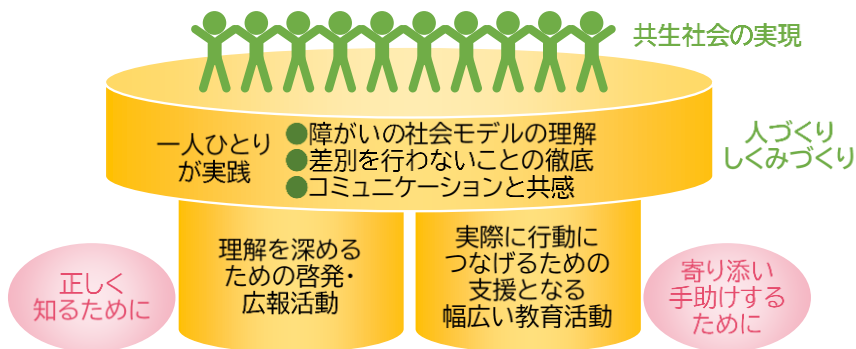 共生社会の実現
一人ひとり
が実践
●障がいの社会モデルの理解
●差別を行わないことの徹底
●コミュニケーションと共感
人づくり
しくみづくり
正しく
知るために
理解を深める
ための啓発・
広報活動
実際に行動に
つなげるための
支援となる
幅広い教育活動
寄り添い
手助けする
ために